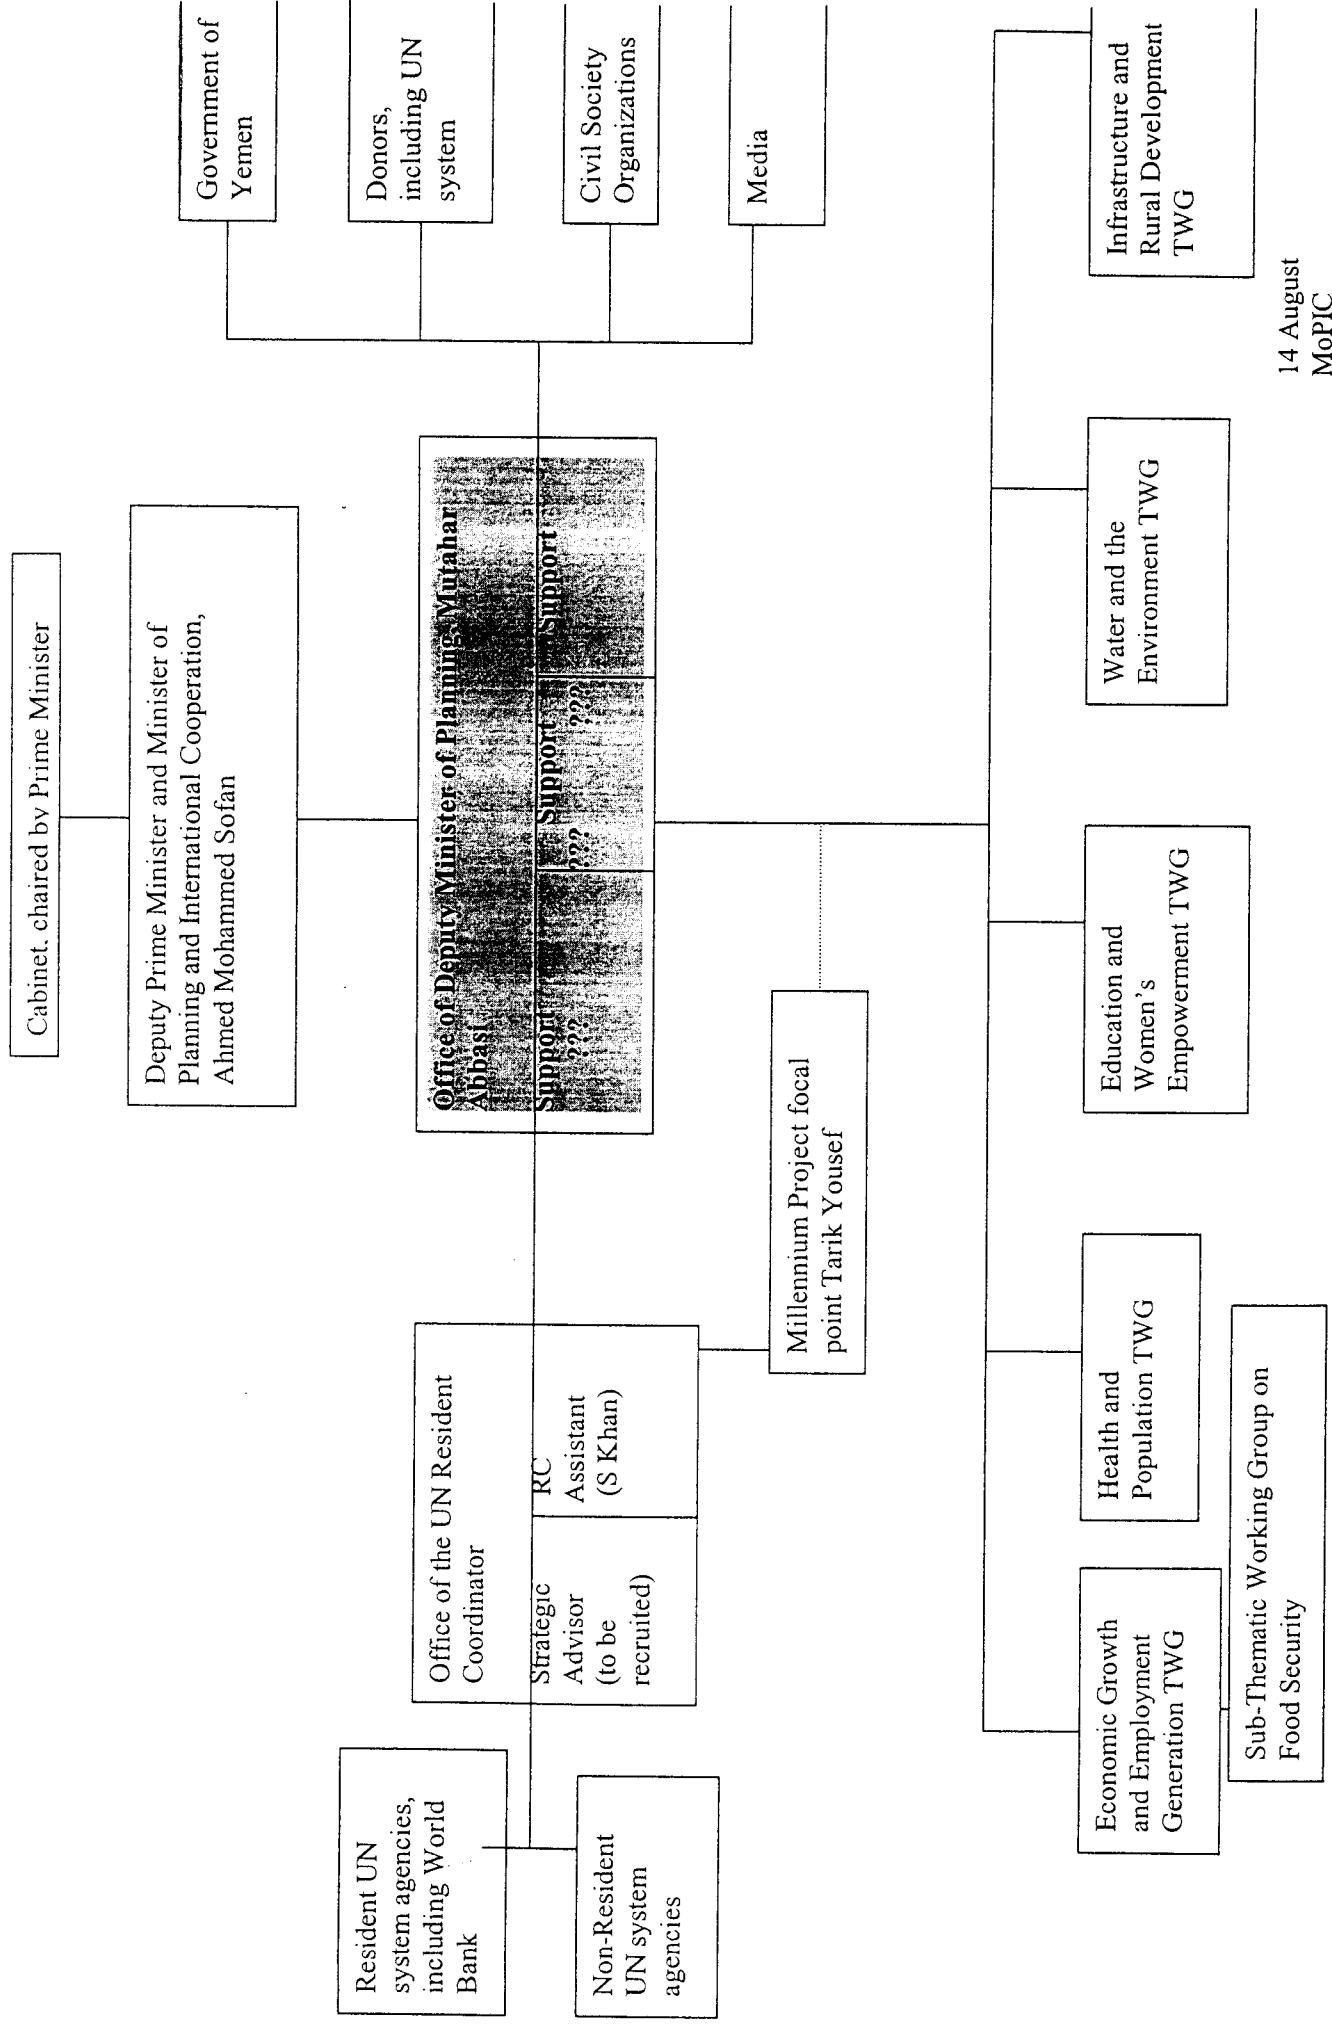 Cabinet, chaired by Prime Minister
Deputy Prime Minister and Minister of
Planning and International Cooperation,
Ahmed Mohammed Sofan
Office of Deputy Minister of Planning, Mutahar
Abbasi
Support
???
Support
???
???
Support
Government of
Yemen
Donors,
including UN
system
Civil Society
Organizations
Media
Office of the UN Resident
Coordinator
Strategic
Advisor
(to be
recruited)
RC
Assistant
(S Khan)
Resident UN
system agencies,
including World
Bank
Non-Resident
UN system
agencies
Millennium Project focal
point Tarik Yousef
Economic Growth
and Employment
Generation TWG
Sub-Thematic Working Group on
Food Security
Health and
Population TWG
Education and
Women's
Empowerment TWG
Water and the
Environment TWG
Infrastructure and
Rural Development
TWG
14 August
MoPIC